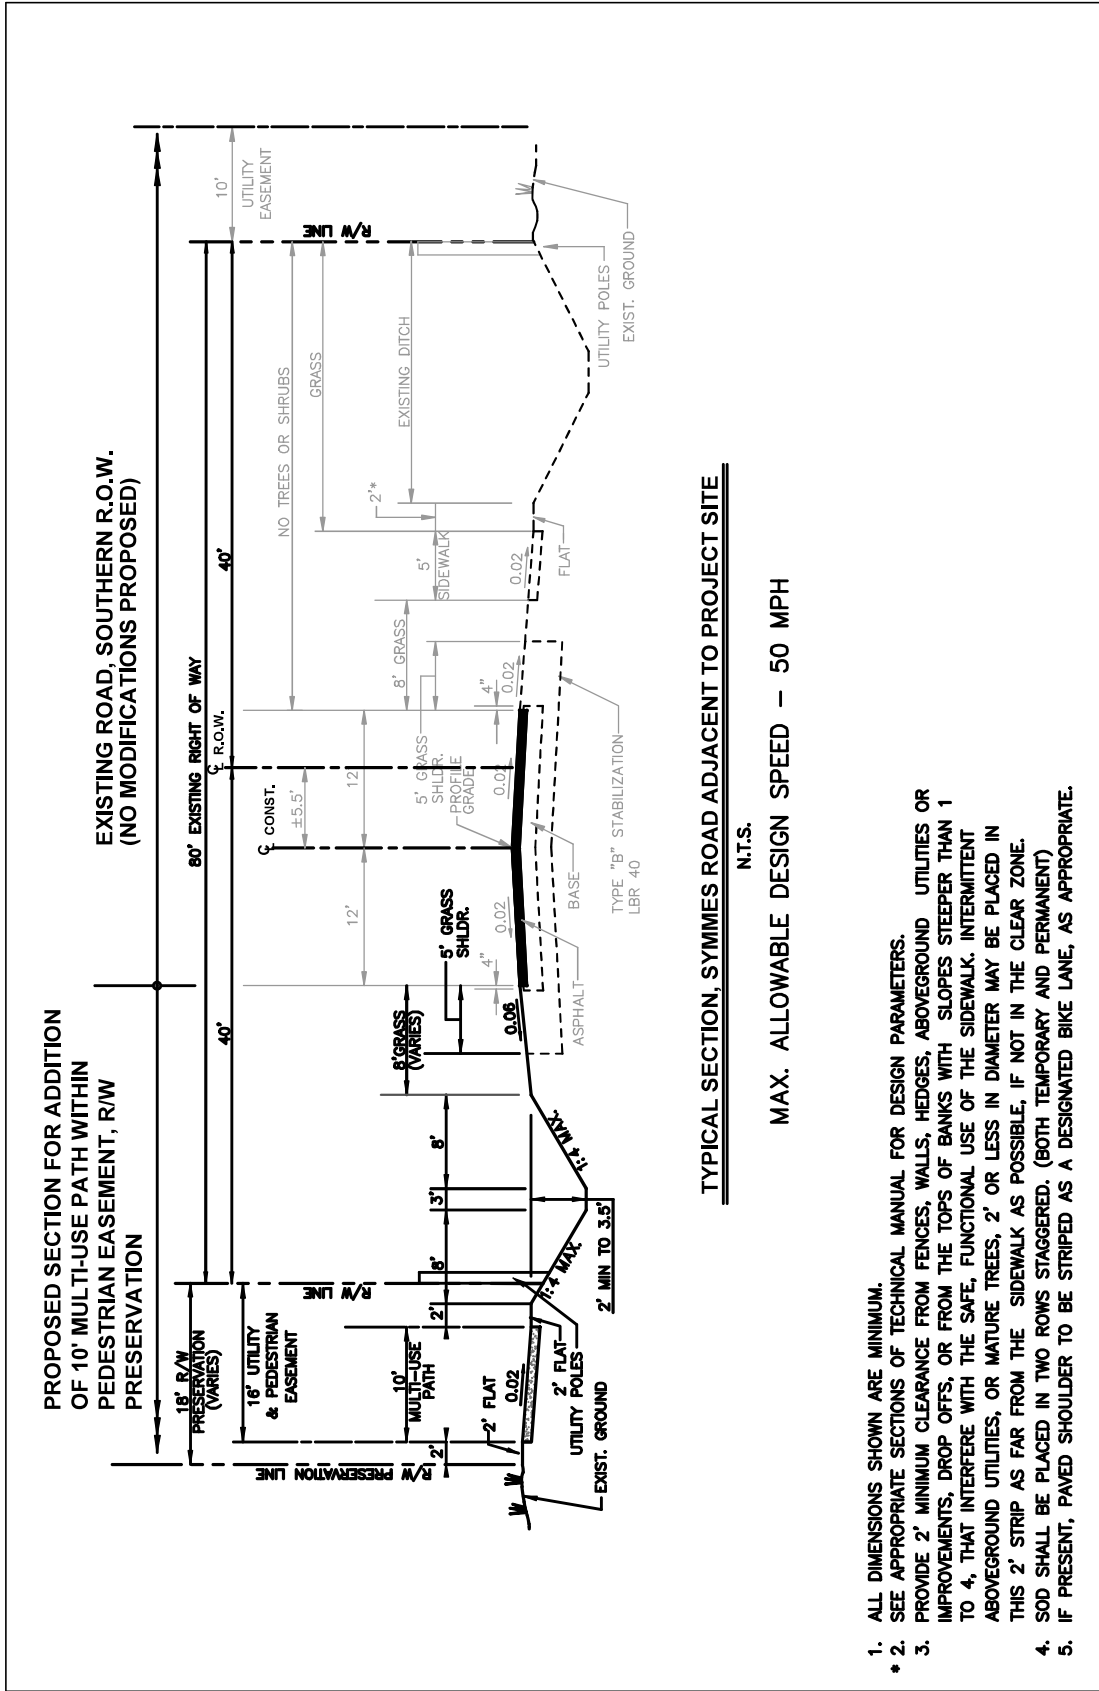 PROPOSED SECTION FOR ADDITION
OF 10' MULTI-USE PATH WITHIN
PEDESTRIAN EASEMENT, R/W
PRESERVATION
EXISTING ROAD, SOUTHERN R.O.W.
(NO MODIFICATIONS PROPOSED)
18' R/W
PRESERVATION
(VARIES)
16' UTILITY
& PEDESTRIAN
EASEMENT
80' EXISTING RIGHT OF WAY
40'
40'
R/W PRESERVATION LINE
R/W LINE
R/W LINE
10'
UTILITY
EASEMENT
℄ CONST.
℄ R.O.W.
±5.5'
NO TREES OR SHRUBS
GRASS
EXISTING DITCH
10'
MULTI-USE
PATH
2'
2'
8'
3'
8'
8'GRASS
(VARIES)
5' GRASS
SHLDR.
12'
12
8' GRASS
5' GRASS
SHLDR.
PROFILE
GRADE
5'
SIDEWALK
2'*
4"
4"
2' FLAT
0.02
2' FLAT
UTILITY POLES
EXIST. GROUND
1:4 MAX.
1:4 MAX.
2' MIN TO 3.5'
0.06
0.02
0.02
0.02
0.02
ASPHALT
BASE
TYPE "B" STABILIZATION
LBR 40
FLAT
UTILITY POLES
EXIST. GROUND
TYPICAL SECTION, SYMMES ROAD ADJACENT TO PROJECT SITE
N.T.S.
MAX. ALLOWABLE DESIGN SPEED – 50 MPH
1. ALL DIMENSIONS SHOWN ARE MINIMUM.
* 2. SEE APPROPRIATE SECTIONS OF TECHNICAL MANUAL FOR DESIGN PARAMETERS.
3. PROVIDE 2' MINIMUM CLEARANCE FROM FENCES, WALLS, HEDGES, ABOVEGROUND UTILITIES OR
IMPROVEMENTS, DROP OFFS, OR FROM THE TOPS OF BANKS WITH SLOPES STEEPER THAN 1
TO 4, THAT INTERFERE WITH THE SAFE, FUNCTIONAL USE OF THE SIDEWALK. INTERMITTENT
ABOVEGROUND UTILITIES, OR MATURE TREES, 2' OR LESS IN DIAMETER MAY BE PLACED IN
THIS 2' STRIP AS FAR FROM THE SIDEWALK AS POSSIBLE, IF NOT IN THE CLEAR ZONE.
4. SOD SHALL BE PLACED IN TWO ROWS STAGGERED. (BOTH TEMPORARY AND PERMANENT)
5. IF PRESENT, PAVED SHOULDER TO BE STRIPED AS A DESIGNATED BIKE LANE, AS APPROPRIATE.